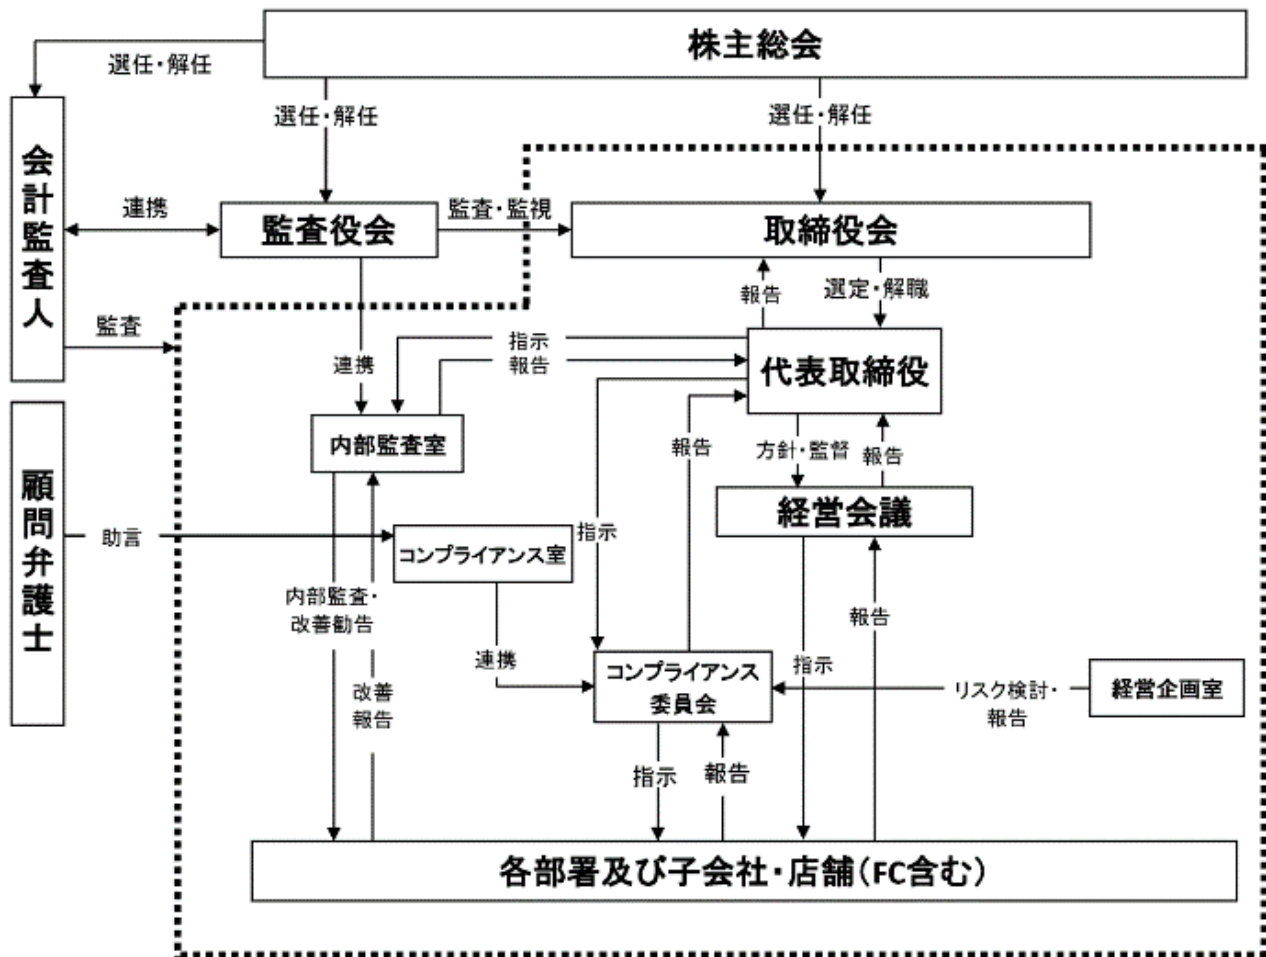 株主総会
選任・解任
選任・解任
選任・解任
会計監査人
連携
監査役会
監査・監視
取締役会
報告
選定・解職
監査
指示
報告
代表取締役
連携
内部監査室
報告
方針・監督
報告
顧問弁護士
経営会議
助言
コンプライアンス室
指示
内部監査・
改善勧告
報告
連携
コンプライアンス
委員会
指示
リスク検討・
報告
経営企画室
改善
報告
指示
報告
各部署及び子会社・店舗(FC含む)